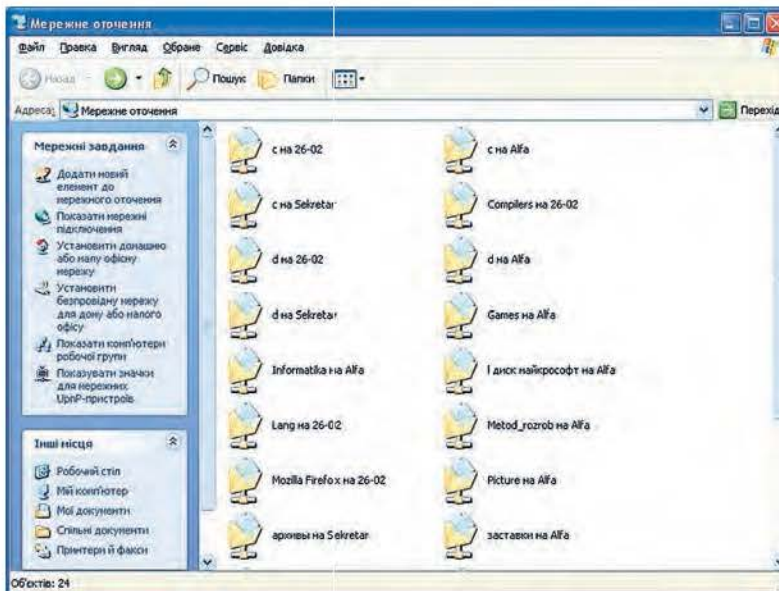 Мережне оточення
Файл Правка Вигляд Обране Сервіс Довідка
Назад Пошук Папки
Адреса: Мережне оточення Перехід
Мережні завдання
Додати новий
елемент до
мережного оточення
Показати мережні
підключення
Установити домашню
або малу офісну
мережу
Установити
безпровідну мережу
для дому або малого
офісу
Показати комп'ютери
робочої групи
Показувати значки
для мережних
UpnP-пристроїв
Інші місця
Робочий стіл
Мій комп'ютер
Мої документи
Спільні документи
Принтери й факси
с на 26-02 с на Alfa
с на Sekretar Compilers на 26-02
d на 26-02 d на Alfa
d на Sekretar Games на Alfa
Informatika на Alfa l диск майкрософт на Alfa
Lang на 26-02 Metod_rozrob на Alfa
Mozilla Firefox на 26-02 Picture на Alfa
архивы на Sekretar заставки на Alfa
Об'єктів: 24